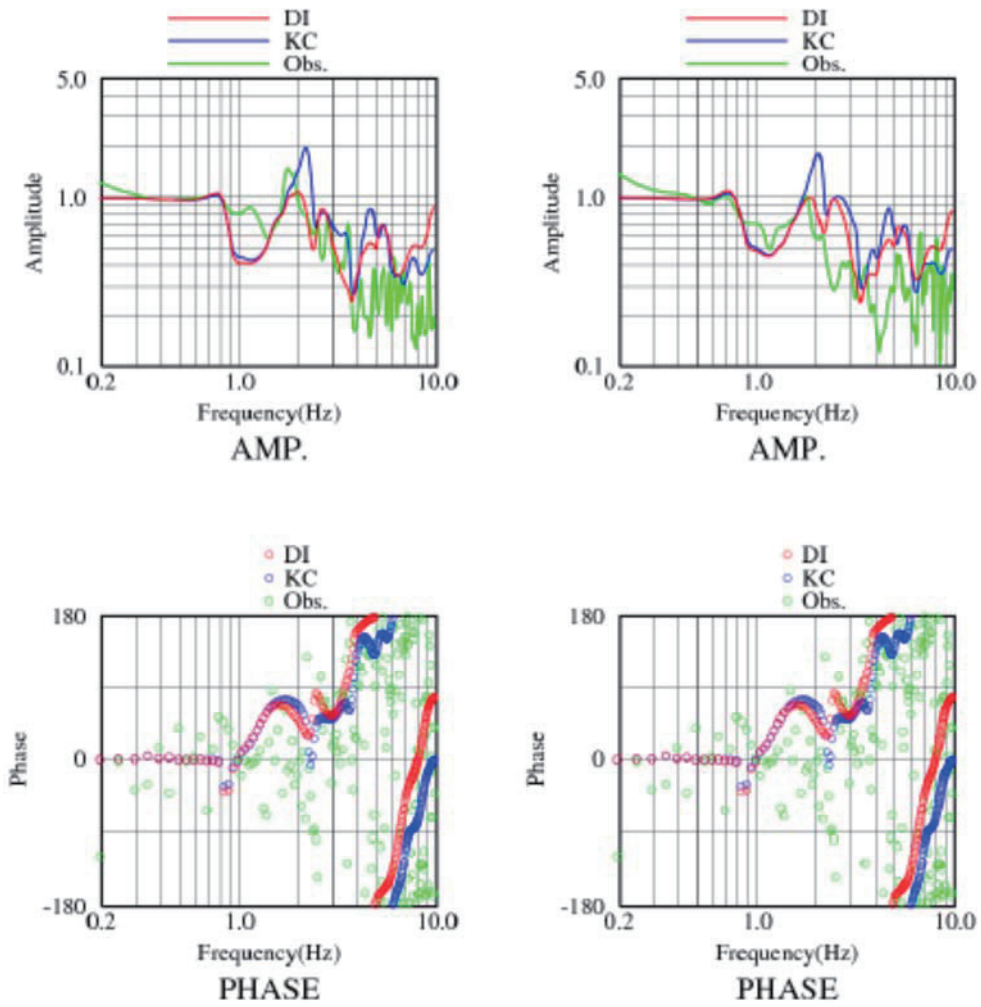 DI
KC
Obs.
5.0
1.0
0.1
Amplitude
0.2 1.0 10.0
Frequency(Hz)
AMP.
DI
KC
Obs.
5.0
1.0
0.1
Amplitude
0.2 1.0 10.0
Frequency(Hz)
AMP.
DI
KC
Obs.
180
0
-180
Phase
0.2 1.0 10.0
Frequency(Hz)
PHASE
DI
KC
Obs.
180
0
-180
Phase
0.2 1.0 10.0
Frequency(Hz)
PHASE